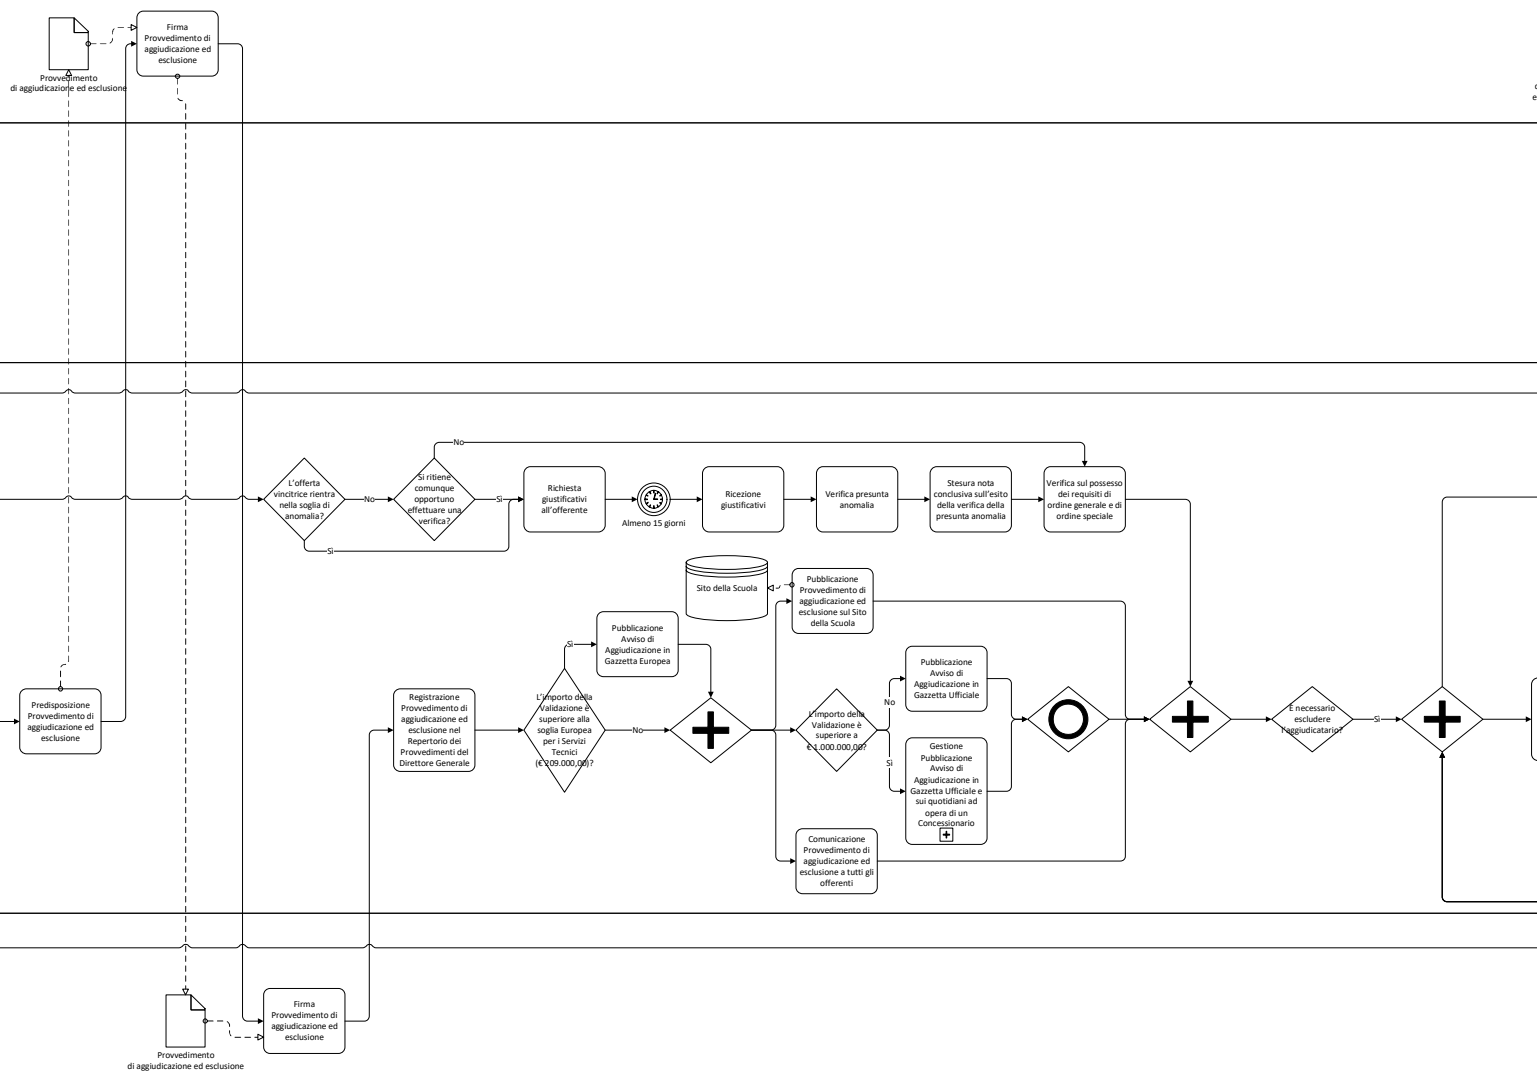 Firma
Provvedimento di
aggiudicazione ed
esclusione
Provvedimento
di aggiudicazione ed esclusione
No
L'offerta
vincitrice rientra
nella soglia di
anomalia?
No
Si ritiene
comunque
opportuno
effettuare una
verifica?
Sì
Sì
Richiesta
giustificativi
all'offerente
Almeno 15 giorni
Ricezione
giustificativi
Verifica presunta
anomalia
Stesura nota
conclusiva sull'esito
della verifica della
presunta anomalia
Verifica sul possesso
dei requisiti di
ordine generale e di
ordine speciale
Sito della Scuola
Pubblicazione
Provvedimento di
aggiudicazione ed
esclusione sul Sito
della Scuola
Sì
Pubblicazione
Avviso di
Aggiudicazione in
Gazzetta Europea
Predisposizione
Provvedimento di
aggiudicazione ed
esclusione
Registrazione
Provvedimento di
aggiudicazione ed
esclusione nel
Repertorio dei
Provvedimenti del
Direttore Generale
L'importo della
Validazione è
superiore alla
soglia Europea
per i Servizi
Tecnici
(€ 209.000,00)?
No
L'importo della
Validazione è
superiore a
€ 1.000.000,00?
No
Sì
Pubblicazione
Avviso di
Aggiudicazione in
Gazzetta Ufficiale
Gestione
Pubblicazione
Avviso di
Aggiudicazione in
Gazzetta Ufficiale e
sui quotidiani ad
opera di un
Concessionario
Comunicazione
Provvedimento di
aggiudicazione ed
esclusione a tutti gli
offerenti
È necessario
escludere
l'aggiudicatario?
Sì
Provvedimento
di aggiudicazione ed esclusione
Firma
Provvedimento di
aggiudicazione ed
esclusione